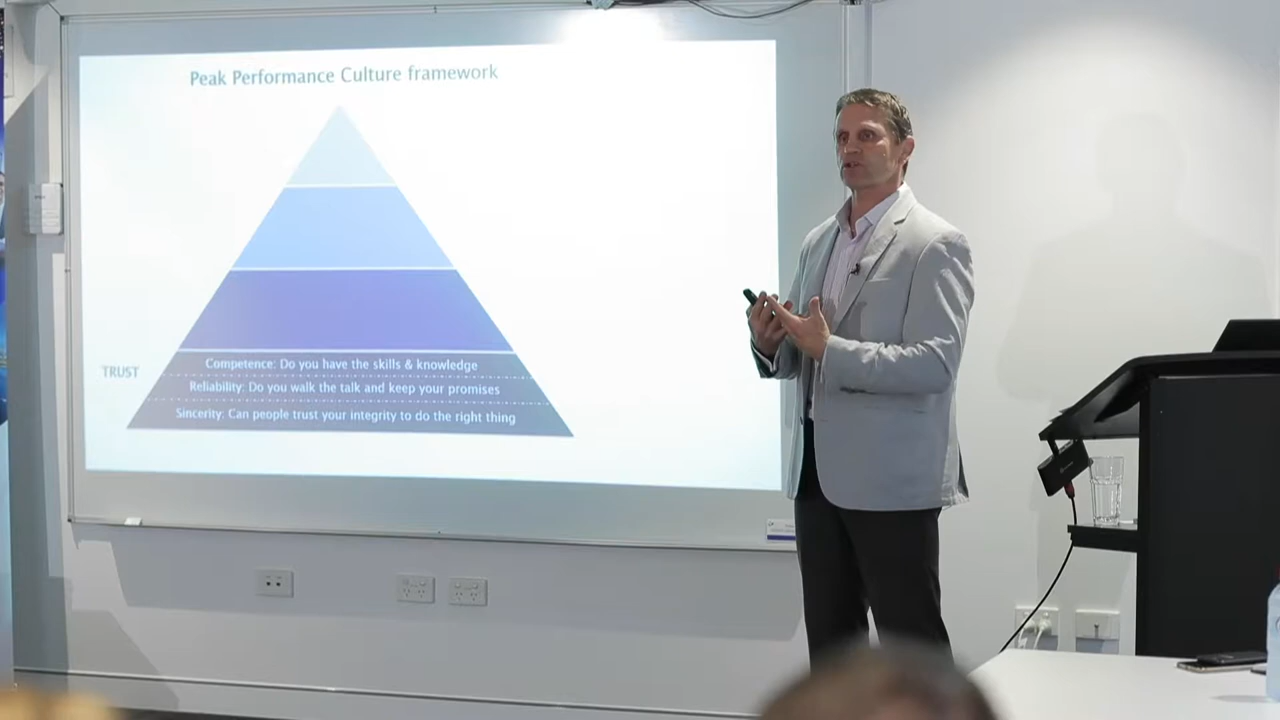 Peak Performance Culture framework
Competence: Do you have the skills & knowledge
TRUST
Reliability: Do you walk the talk and keep your promises
Sincerity: Can people trust your integrity to do the right thing